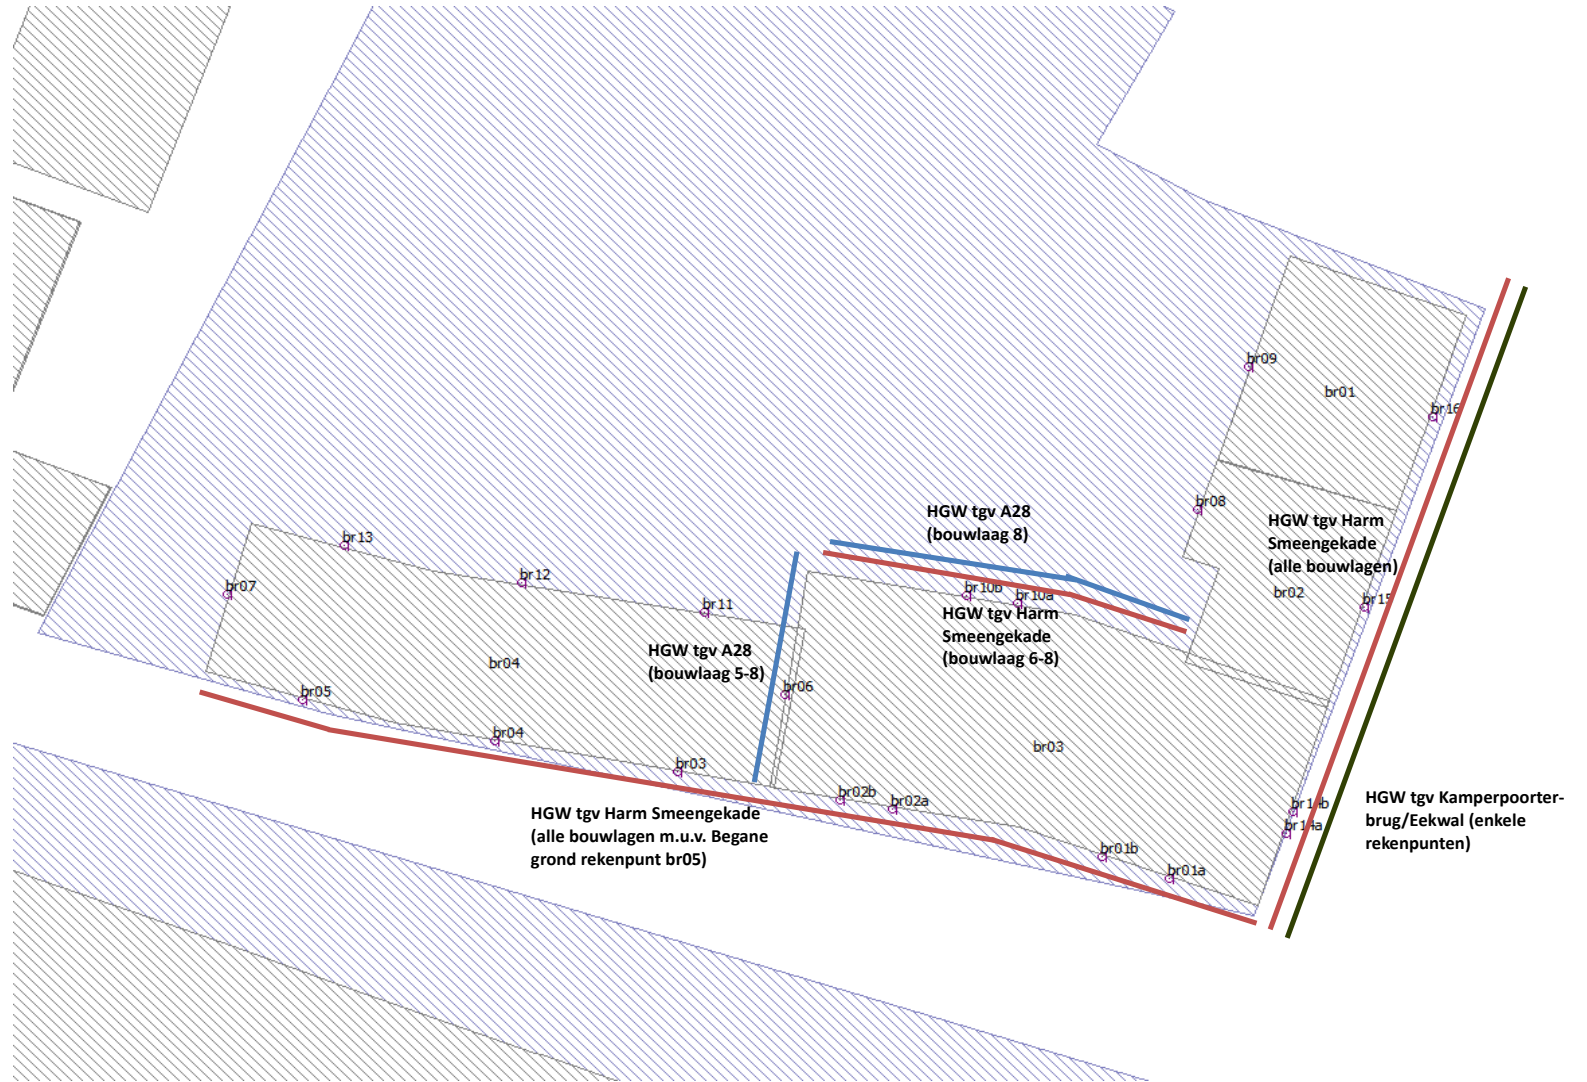 br09
br01
br16
HGW tgv A28
(bouwlaag 8)
br08
HGW tgv Harm
Smeengekade
(alle bouwlagen)
br02
br15
br13
br12
br07
br11
br10b
br10a
HGW tgv Harm
Smeengekade
(bouwlaag 6-8)
HGW tgv A28
(bouwlaag 5-8)
br04
br06
br05
br04
br03
br03
br02b
br02a
HGW tgv Harm Smeengekade
(alle bouwlagen m.u.v. Begane
grond rekenpunt br05)
br14b
br14a
HGW tgv Kamperpoorter-
brug/Eekwal (enkele
rekenpunten)
br01b
br01a